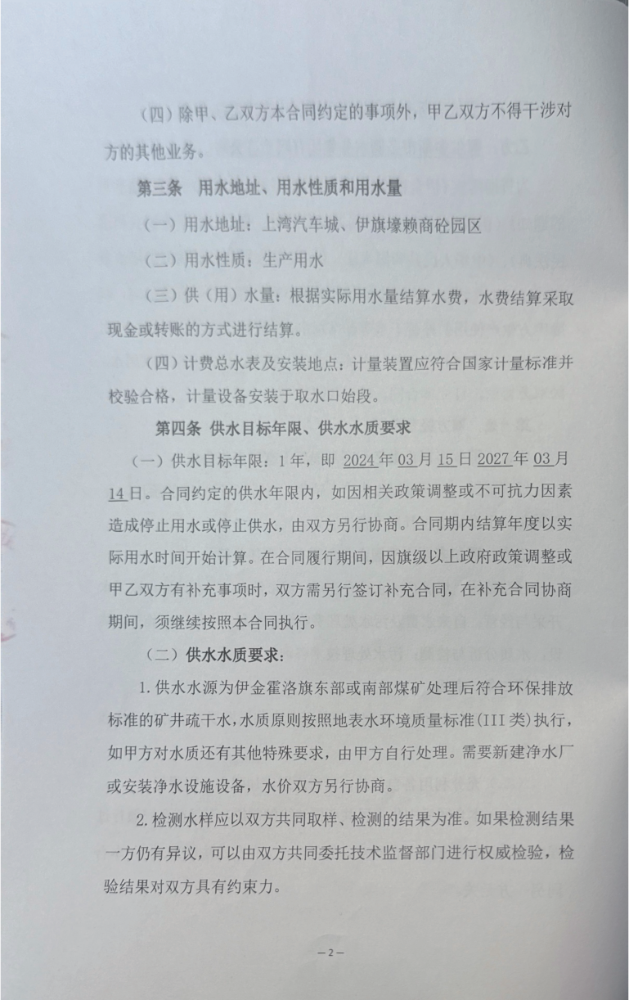 （四）除甲、乙双方本合同约定的事项外，甲乙双方不得干涉对
方的其他业务。
第三条 用水地址、用水性质和用水量
（一）用水地址：上湾汽车城、伊旗壕赖商砼园区
（二）用水性质：生产用水
（三）供（用）水量：根据实际用水量结算水费，水费结算采取
现金或转账的方式进行结算。
（四）计费总水表及安装地点：计量装置应符合国家计量标准并
校验合格，计量设备安装于取水口始段。
第四条 供水目标年限、供水水质要求
（一）供水目标年限：1 年，即 2024 年 03 月 15 日 2027 年 03 月
14 日。合同约定的供水年限内，如因相关政策调整或不可抗力因素
造成停止用水或停止供水，由双方另行协商。合同期内结算年度以实
际用水时间开始计算。在合同履行期间，因旗级以上政府政策调整或
甲乙双方有补充事项时，双方需另行签订补充合同，在补充合同协商
期间，须继续按照本合同执行。
（二）供水水质要求：
1. 供水水源为伊金霍洛旗东部或南部煤矿处理后符合环保排放
标准的矿井疏干水，水质原则按照地表水环境质量标准(III 类)执行，
如甲方对水质还有其他特殊要求，由甲方自行处理。需要新建净水厂
或安装净水设施设备，水价双方另行协商。
2. 检测水样应以双方共同取样、检测的结果为准。如果检测结果
一方仍有异议，可以由双方共同委托技术监督部门进行权威检验，检
验结果对双方具有约束力。
—2—